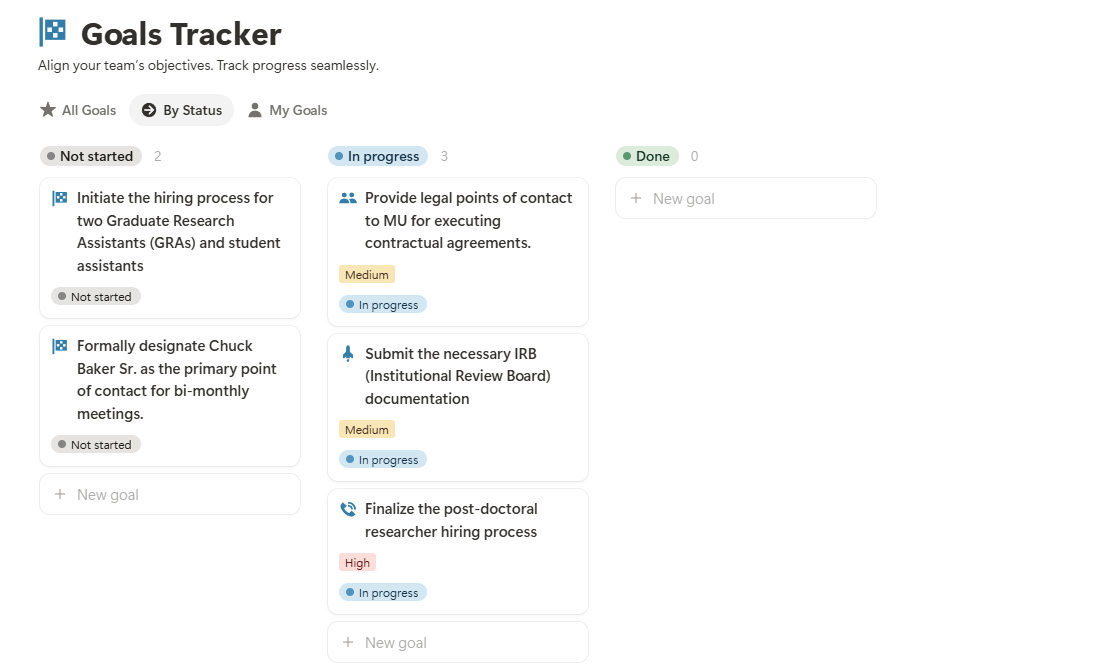 Goals Tracker
Align your team's objectives. Track progress seamlessly.
All Goals
By Status
My Goals
Not started 2
Initiate the hiring process for
two Graduate Research
Assistants (GRAs) and student
assistants
Not started
Formally designate Chuck
Baker Sr. as the primary point
of contact for bi-monthly
meetings.
Not started
+ New goal
In progress 3
Provide legal points of contact
to MU for executing
contractual agreements.
Medium
In progress
Submit the necessary IRB
(Institutional Review Board)
documentation
Medium
In progress
Finalize the post-doctoral
researcher hiring process
High
In progress
+ New goal
Done 0
+ New goal